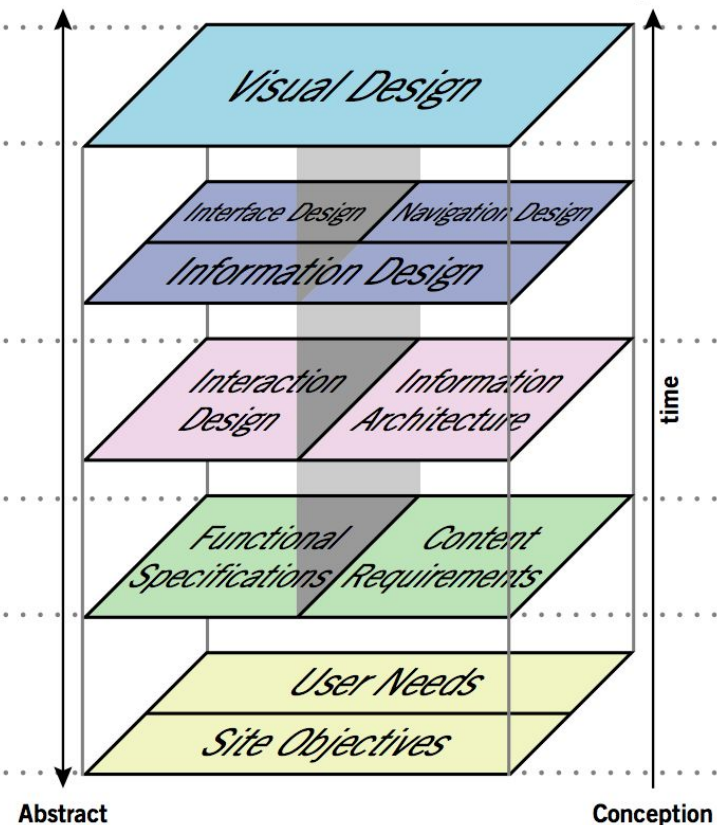 Visual Design
Interface Design
Navigation Design
Information Design
Interaction
Design
Information
Architecture
time
Functional
Specifications
Content
Requirements
User Needs
Site Objectives
Abstract
Conception